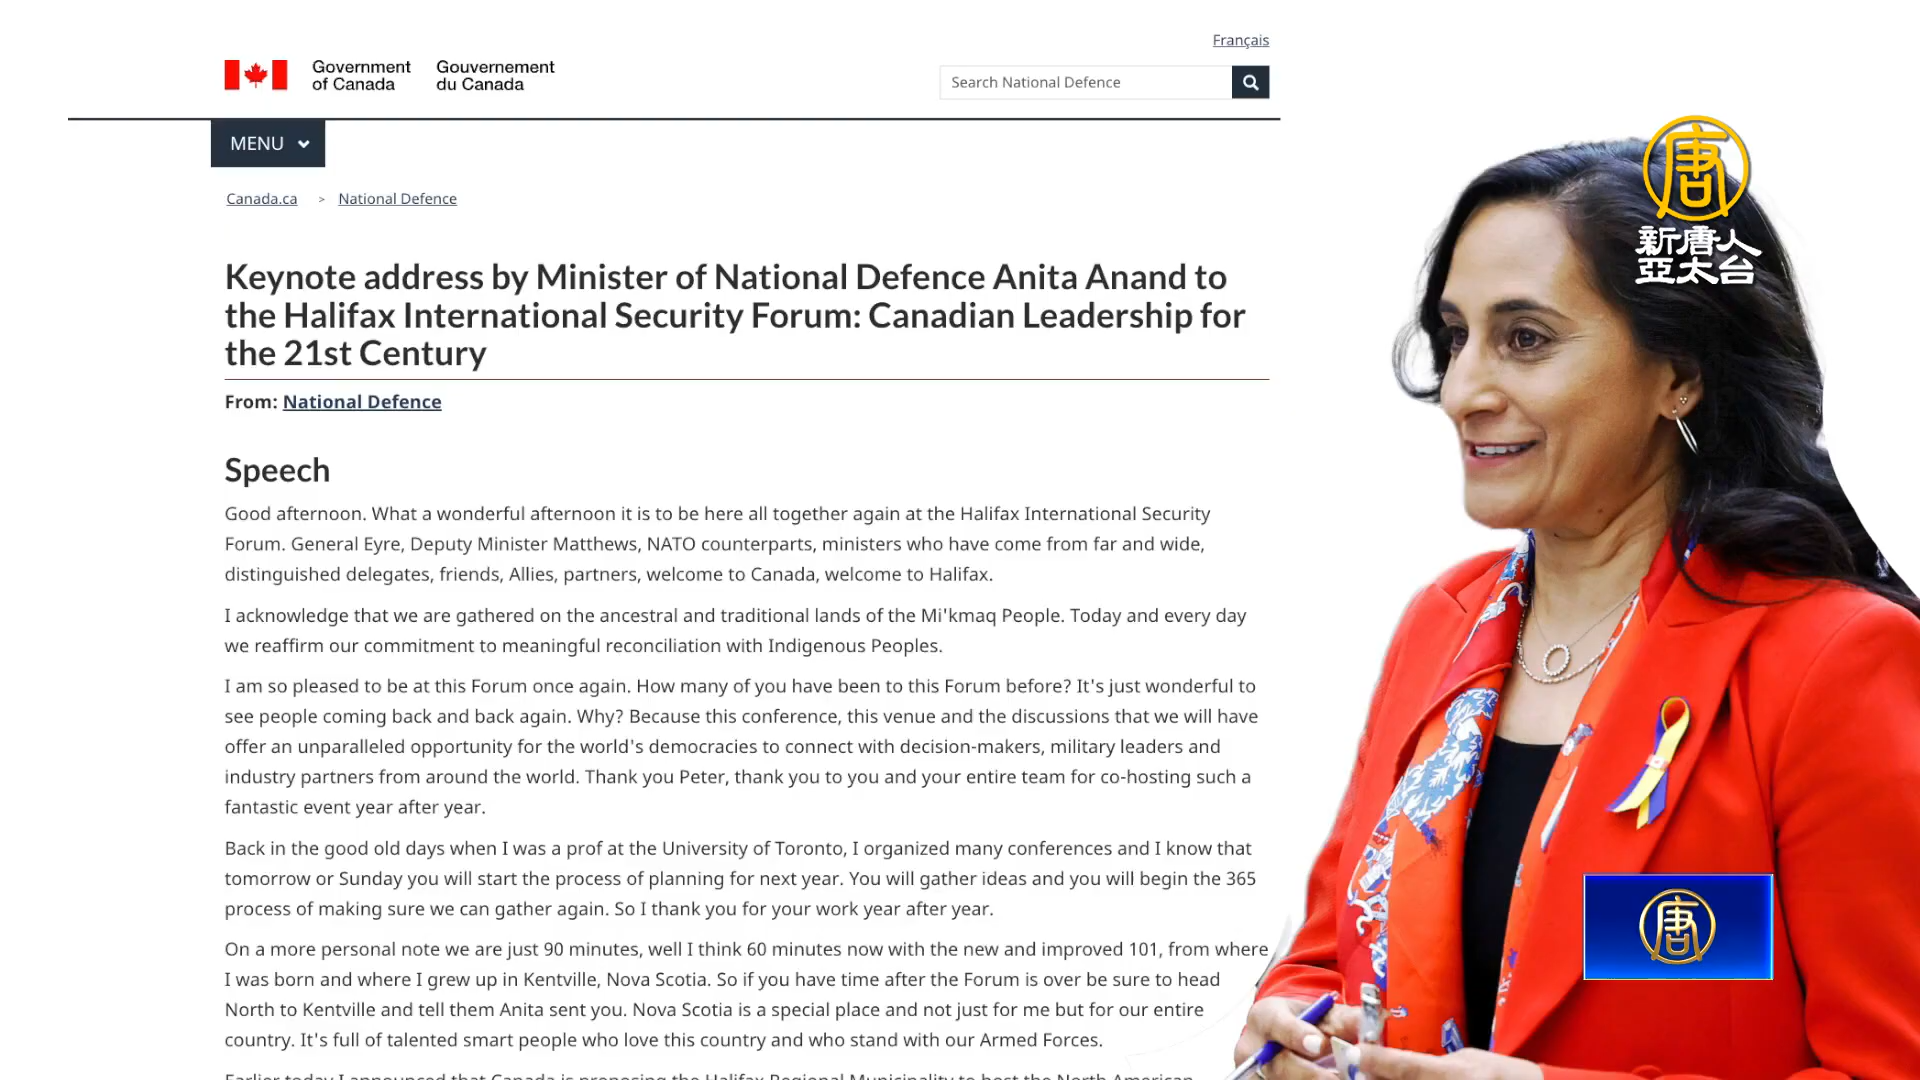 Français
Government of Canada
Gouvernement du Canada
Search National Defence
MENU
Canada.ca > National Defence
Keynote address by Minister of National Defence Anita Anand to
the Halifax International Security Forum: Canadian Leadership for
the 21st Century
From: National Defence
Speech
Good afternoon. What a wonderful afternoon it is to be here all together again at the Halifax International Security
Forum. General Eyre, Deputy Minister Matthews, NATO counterparts, ministers who have come from far and wide,
distinguished delegates, friends, Allies, partners, welcome to Canada, welcome to Halifax.
I acknowledge that we are gathered on the ancestral and traditional lands of the Mi'kmaq People. Today and every day
we reaffirm our commitment to meaningful reconciliation with Indigenous Peoples.
I am so pleased to be at this Forum once again. How many of you have been to this Forum before? It's just wonderful to
see people coming back and back again. Why? Because this conference, this venue and the discussions that we will have
offer an unparalleled opportunity for the world's democracies to connect with decision-makers, military leaders and
industry partners from around the world. Thank you Peter, thank you to you and your entire team for co-hosting such a
fantastic event year after year.
Back in the good old days when I was a prof at the University of Toronto, I organized many conferences and I know that
tomorrow or Sunday you will start the process of planning for next year. You will gather ideas and you will begin the 365
process of making sure we can gather again. So I thank you for your work year after year.
On a more personal note we are just 90 minutes, well I think 60 minutes now with the new and improved 101, from where
I was born and where I grew up in Kentville, Nova Scotia. So if you have time after the Forum is over be sure to head
North to Kentville and tell them Anita sent you. Nova Scotia is a special place and not just for me but for our entire
country. It's full of talented smart people who love this country and who stand with our Armed Forces.
Earlier today I announced that Canada is proposing the Halifax Regional Municipality to host the North American
唐
新唐人
亞太台
唐